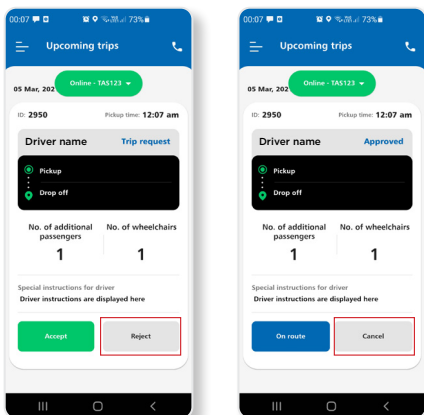 00:07 73%
Upcoming trips
05 Mar, 202
Online - TAS123
ID: 2950 Pickup time: 12:07 am
Driver name Trip request
Pickup
Drop off
No. of additional passengers No. of wheelchairs
1 1
Special instructions for driver
Driver instructions are displayed here
Accept Reject
00:07 73%
Upcoming trips
05 Mar, 202
Online - TAS123
ID: 2950 Pickup time: 12:07 am
Driver name Approved
Pickup
Drop off
No. of additional passengers No. of wheelchairs
1 1
Special instructions for driver
Driver instructions are displayed here
On route Cancel